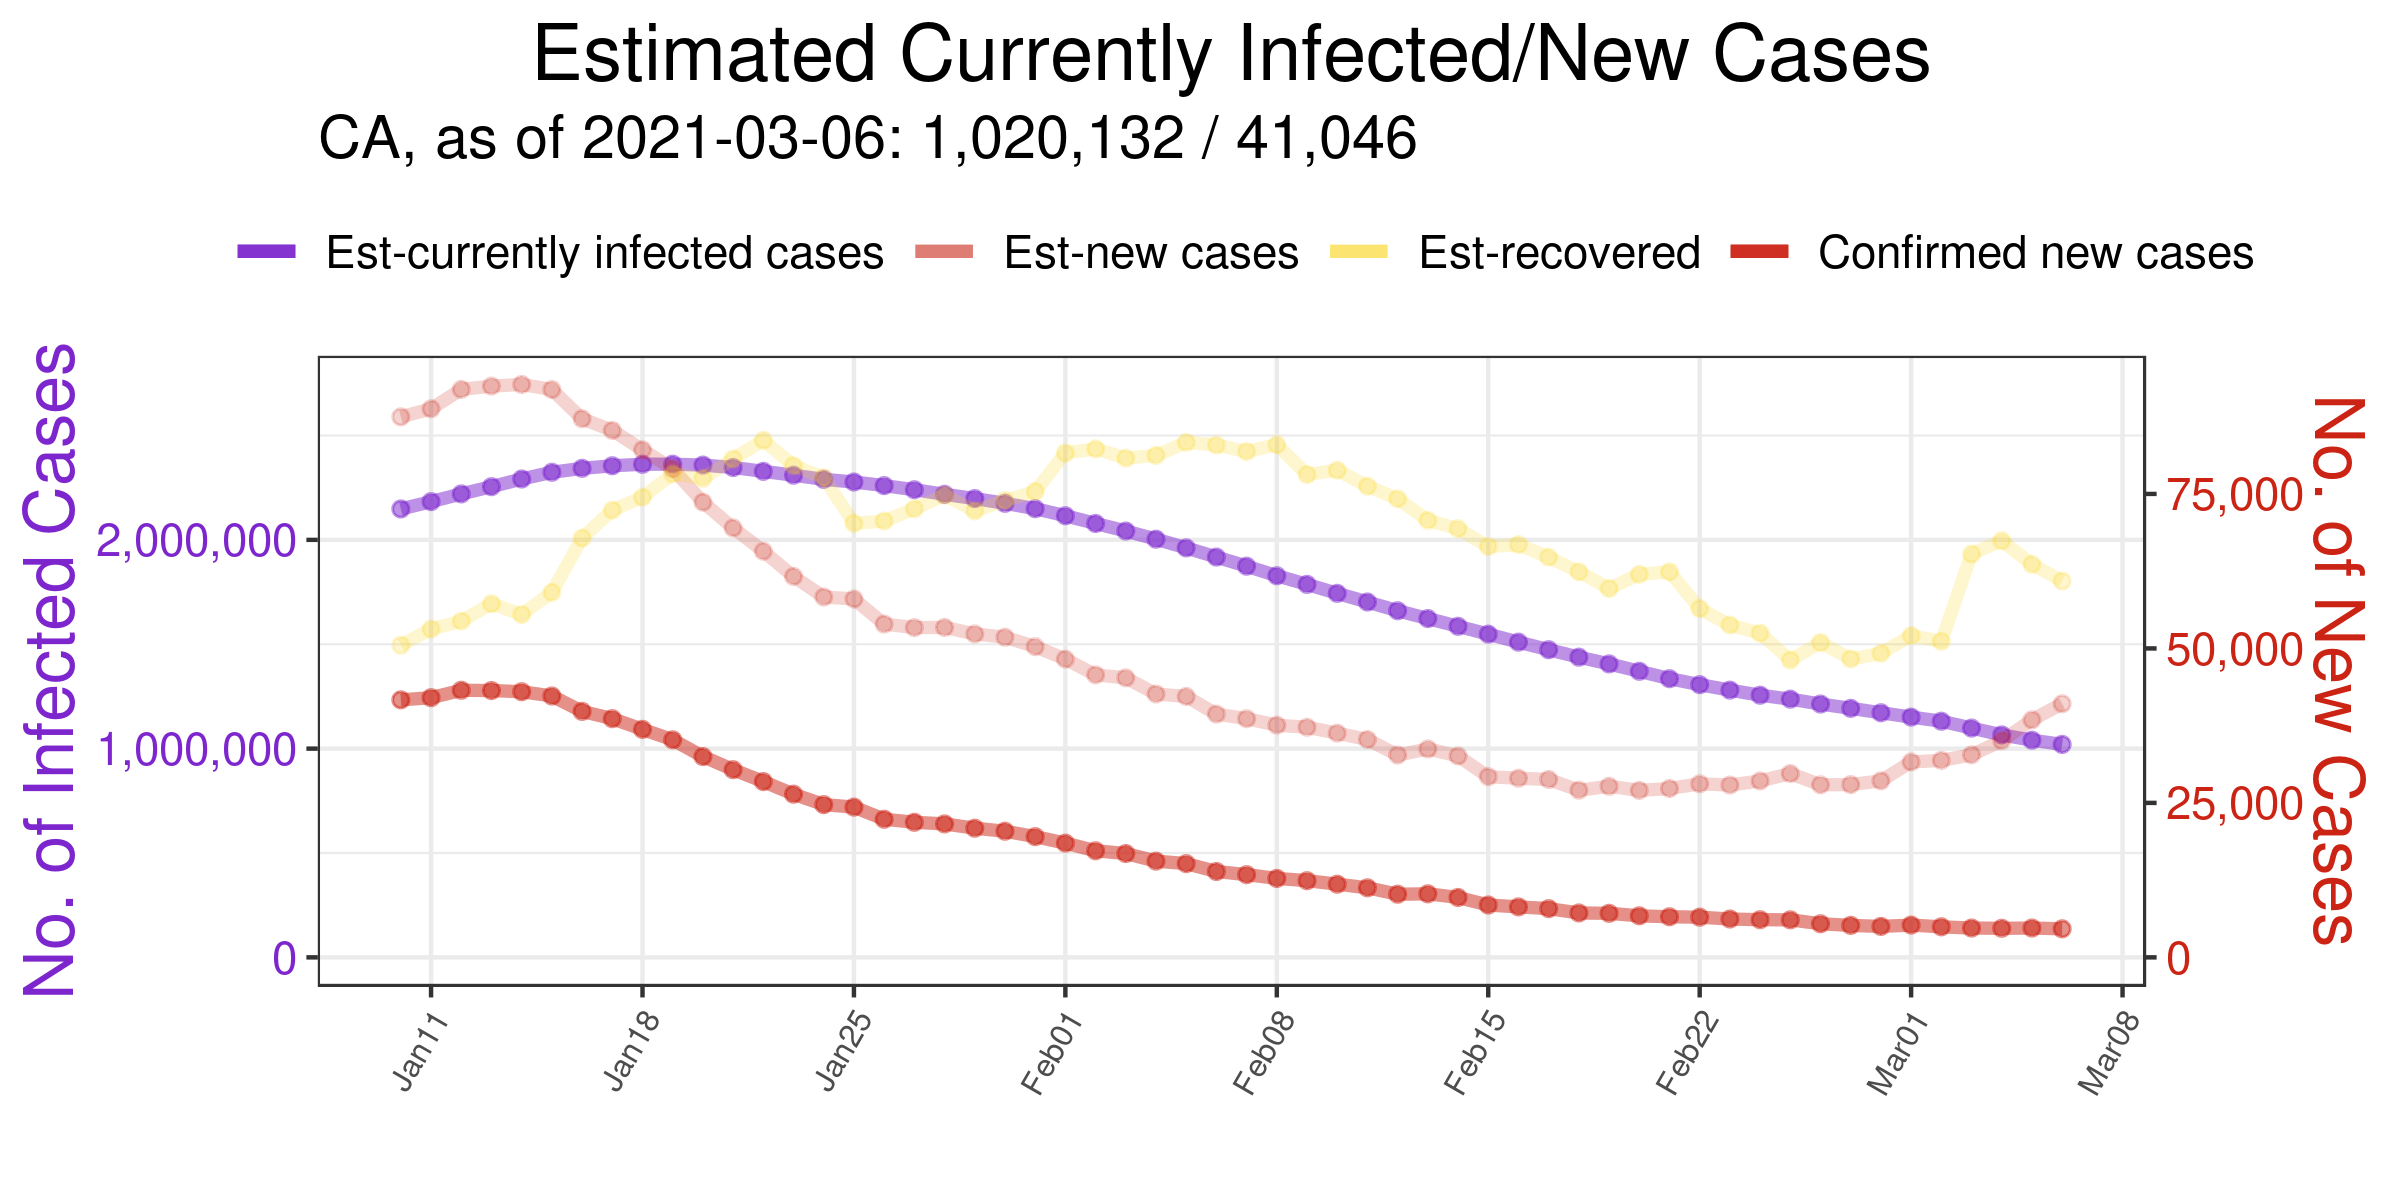 Estimated Currently Infected/New Cases
CA, as of 2021-03-06: 1,020,132 / 41,046
Est-currently infected cases Est-new cases Est-recovered Confirmed new cases
No. of Infected Cases
2,000,000
1,000,000
0
75,000
50,000
25,000
0
No. of New Cases
Jan11 Jan18 Jan25 Feb01 Feb08 Feb15 Feb22 Mar01 Mar08